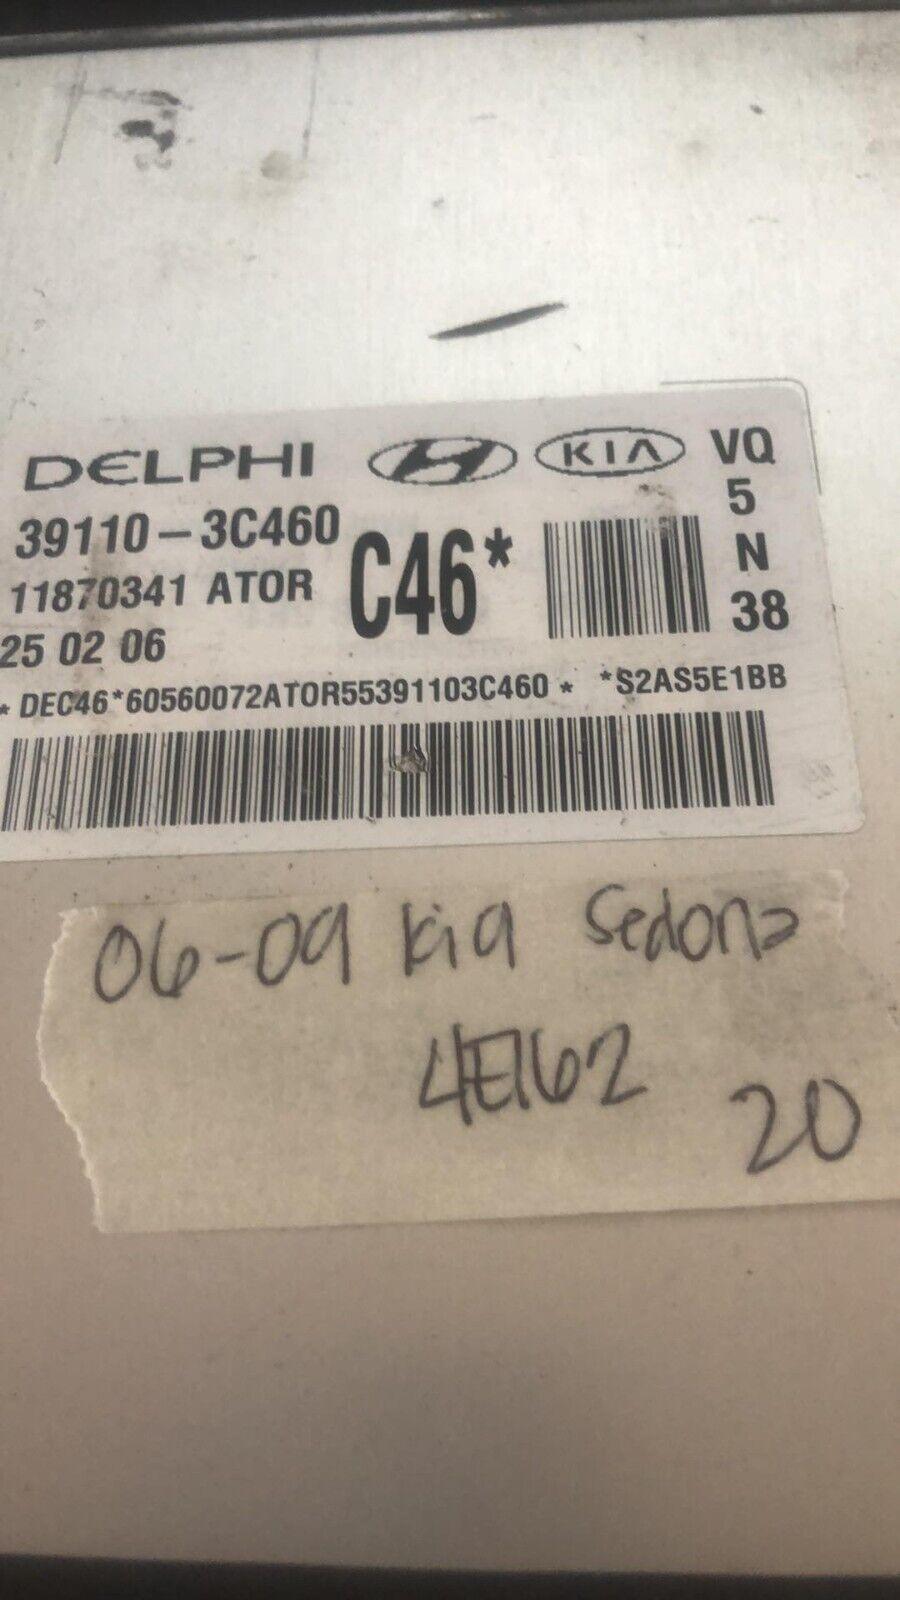 DELPHI KIA VQ
39110-3C460 C46* 5
11870341 ATOR N
25 02 06 38
* DEC46*60560072ATOR55391103C460 * *S2AS5E1BB
06-09 Kia Sedona
4E162
20